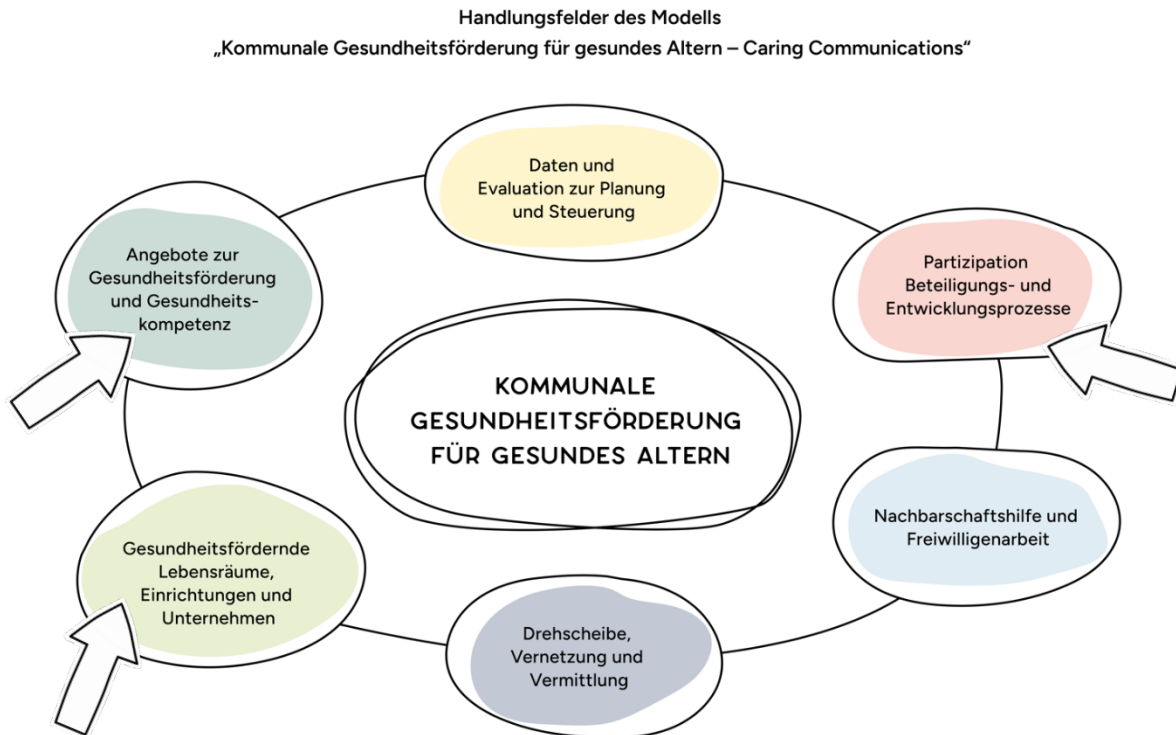 Handlungsfelder des Modells
„Kommunale Gesundheitsförderung für gesundes Altern – Caring Communications“
Daten und
Evaluation zur Planung
und Steuerung
Angebote zur
Gesundheitsförderung
und Gesundheits-
kompetenz
Partizipation
Beteiligungs- und
Entwicklungsprozesse
KOMMUNALE
GESUNDHEITSFÖRDERUNG
FÜR GESUNDES ALTERN
Gesundheitsfördernde
Lebensräume,
Einrichtungen und
Unternehmen
Nachbarschaftshilfe und
Freiwilligenarbeit
Drehscheibe,
Vernetzung und
Vermittlung